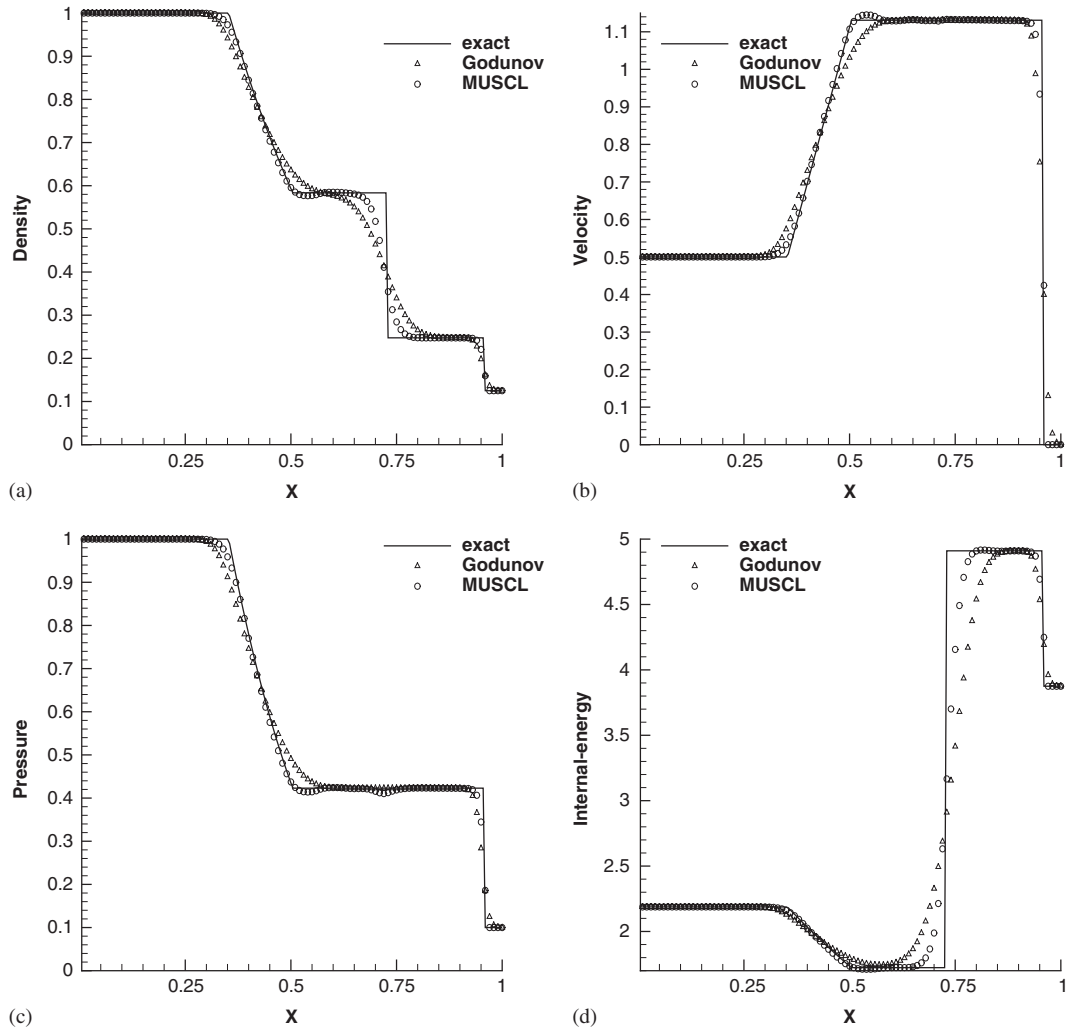 1
0.9
0.8
0.7
0.6
0.5
0.4
0.3
0.2
0.1
0
Density
exact
Godunov
MUSCL
0.25
0.5
0.75
1
X
(a)
1.1
1
0.9
0.8
0.7
0.6
0.5
0.4
0.3
0.2
0.1
0
Velocity
exact
Godunov
MUSCL
0.25
0.5
0.75
1
X
(b)
1
0.9
0.8
0.7
0.6
0.5
0.4
0.3
0.2
0.1
0
Pressure
exact
Godunov
MUSCL
0.25
0.5
0.75
1
X
(c)
5
4.5
4
3.5
3
2.5
2
Internal-energy
exact
Godunov
MUSCL
0.25
0.5
0.75
1
X
(d)